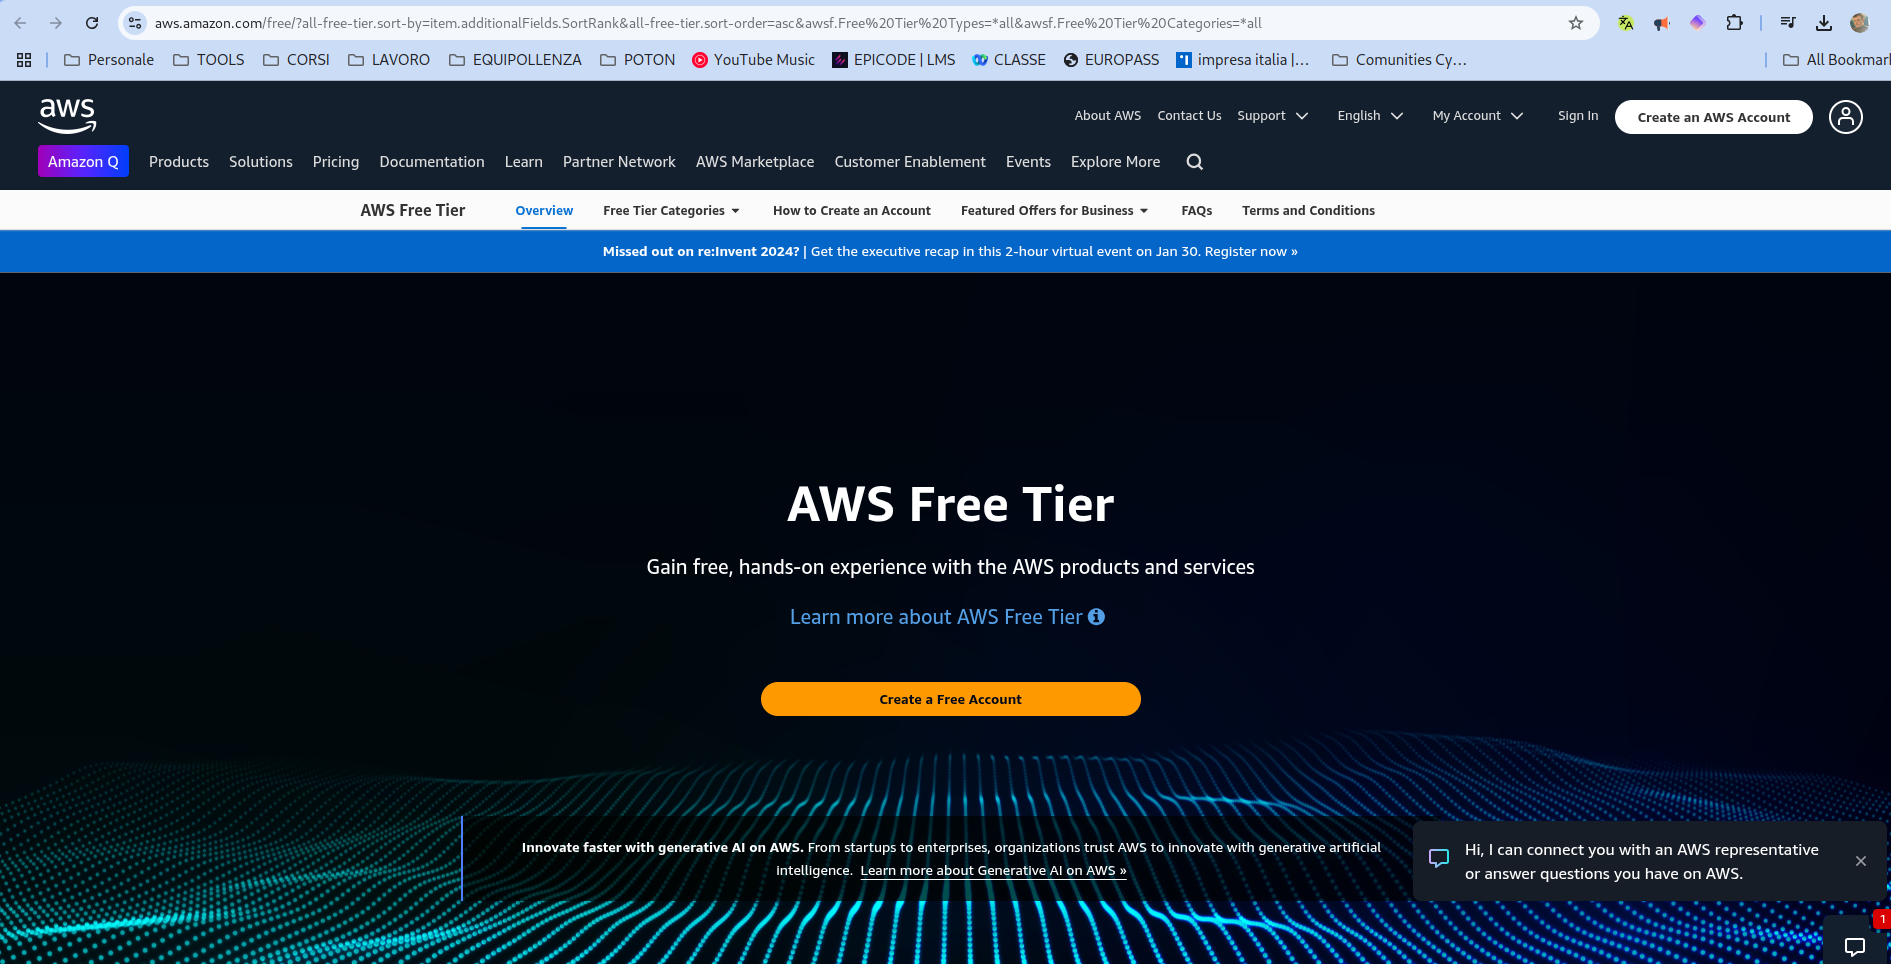 aws.amazon.com/free/?all-free-tier.sort-by=item.additionalFields.SortRank&all-free-tier.sort-order=asc&awsf.Free%20Tier%20Types=*all&awsf.Free%20Tier%20Categories=*all
Personale TOOLS CORSI LAVORO EQUIPOLLENZA POTON YouTube Music EPICODE | LMS CLASSE EUROPASS impresa italia |... Comunities Cy... All Bookmar
aws
About AWS Contact Us Support English My Account Sign In Create an AWS Account
Amazon Q Products Solutions Pricing Documentation Learn Partner Network AWS Marketplace Customer Enablement Events Explore More
AWS Free Tier Overview Free Tier Categories How to Create an Account Featured Offers for Business FAQs Terms and Conditions
Missed out on re:Invent 2024? | Get the executive recap in this 2-hour virtual event on Jan 30. Register now »
AWS Free Tier
Gain free, hands-on experience with the AWS products and services
Learn more about AWS Free Tier
Create a Free Account
Innovate faster with generative AI on AWS. From startups to enterprises, organizations trust AWS to innovate with generative artificial
intelligence. Learn more about Generative AI on AWS »
Hi, I can connect you with an AWS representative
or answer questions you have on AWS.
1